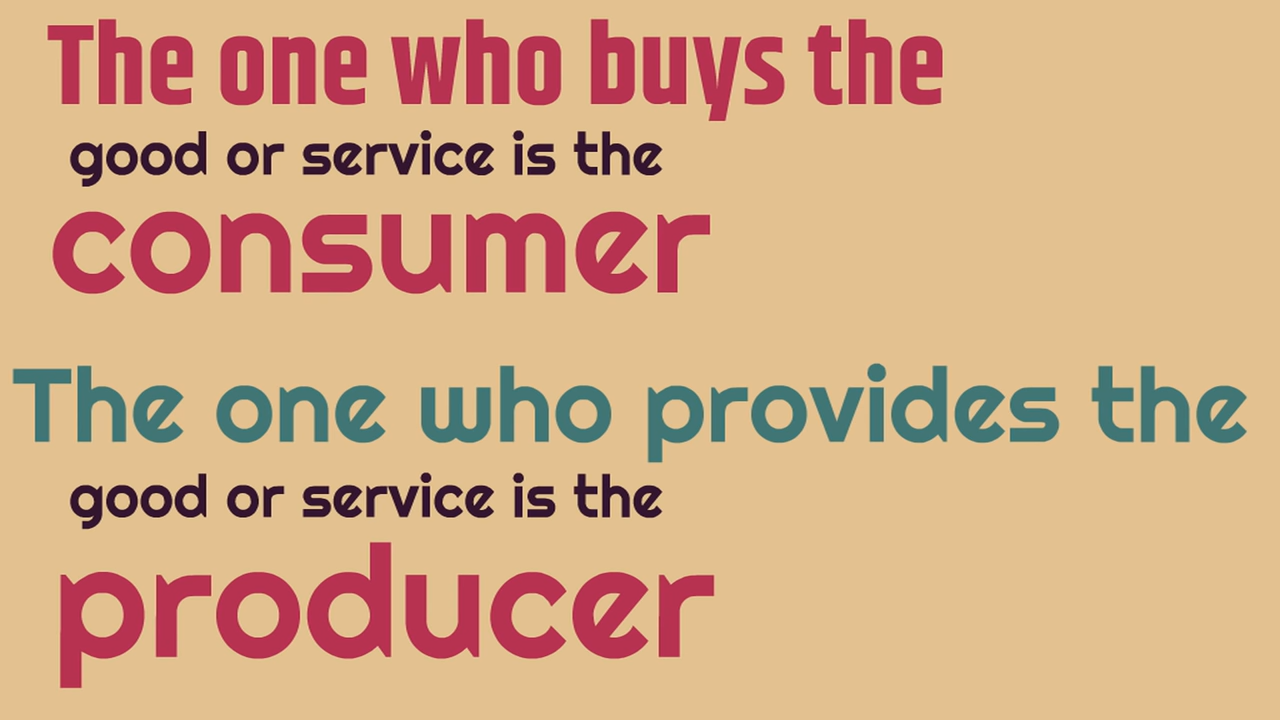 The one who buys the
good or service is the
consumer
The one who provides the
good or service is the
producer